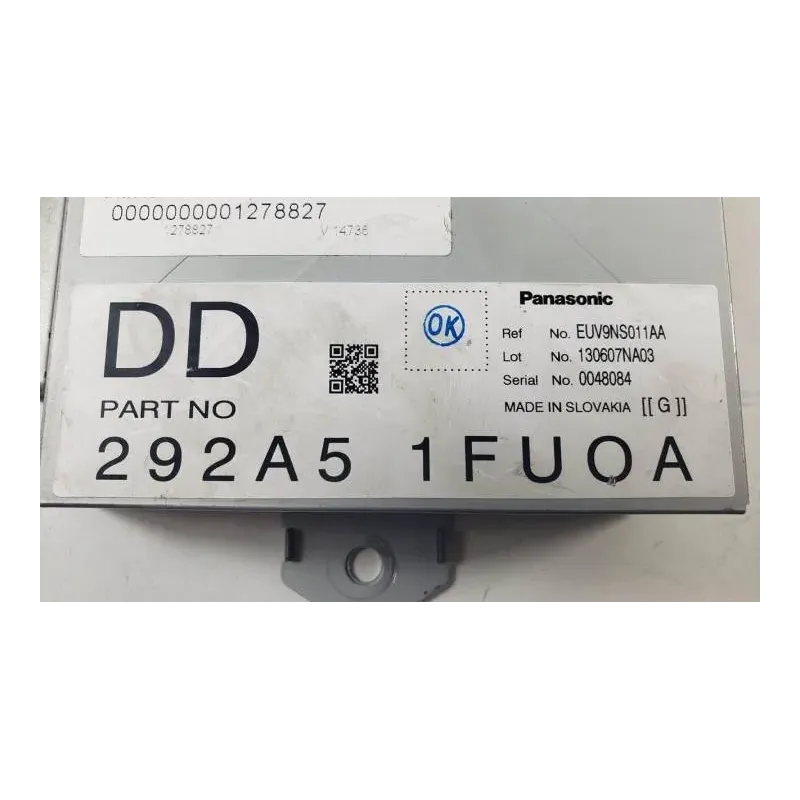 0000000001278827
1278827 V 14736
DD
PART NO
292A5 1FU0A
OK
Panasonic
Ref No. EUV9NS011AA
Lot No. 130607NA03
Serial No. 0048084
MADE IN SLOVAKIA [[ G ]]